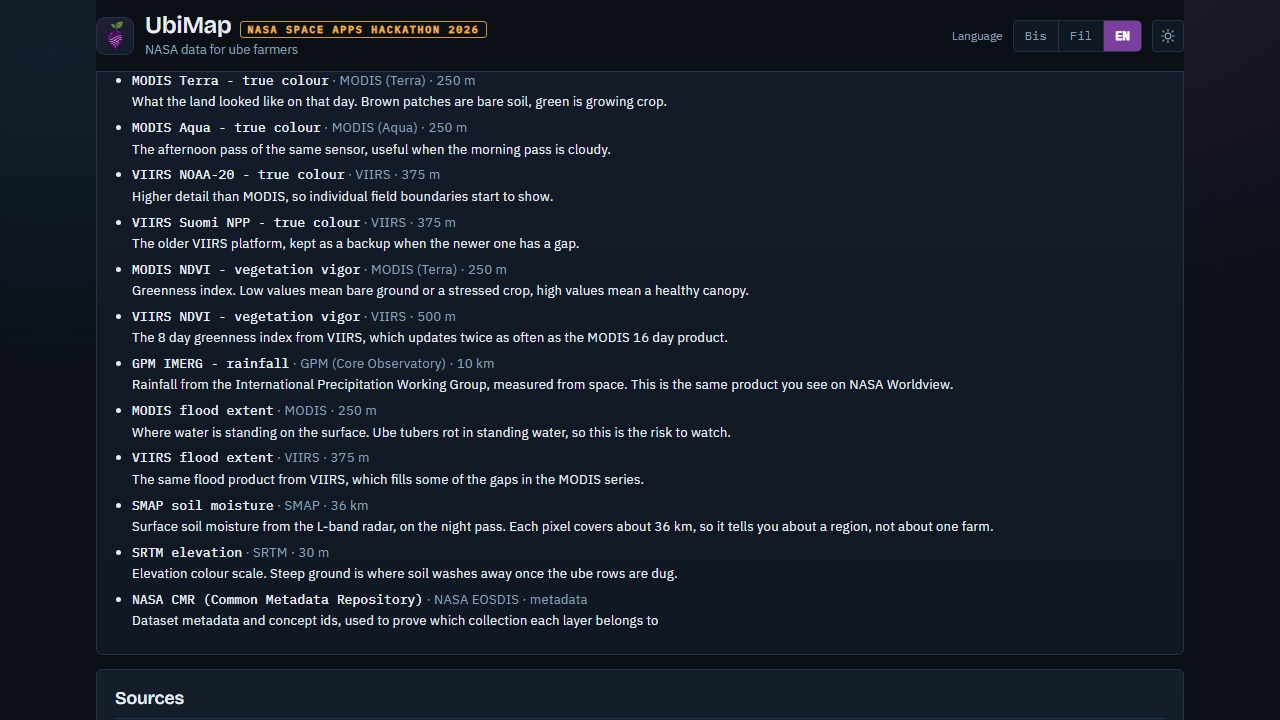 UbiMap NASA SPACE APPS HACKATHON 2026
NASA data for ube farmers
Language Bis Fil EN
MODIS Terra - true colour · MODIS (Terra) · 250 m
What the land looked like on that day. Brown patches are bare soil, green is growing crop.
MODIS Aqua - true colour · MODIS (Aqua) · 250 m
The afternoon pass of the same sensor, useful when the morning pass is cloudy.
VIIRS NOAA-20 - true colour · VIIRS · 375 m
Higher detail than MODIS, so individual field boundaries start to show.
VIIRS Suomi NPP - true colour · VIIRS · 375 m
The older VIIRS platform, kept as a backup when the newer one has a gap.
MODIS NDVI - vegetation vigor · MODIS (Terra) · 250 m
Greenness index. Low values mean bare ground or a stressed crop, high values mean a healthy canopy.
VIIRS NDVI - vegetation vigor · VIIRS · 500 m
The 8 day greenness index from VIIRS, which updates twice as often as the MODIS 16 day product.
GPM IMERG - rainfall · GPM (Core Observatory) · 10 km
Rainfall from the International Precipitation Working Group, measured from space. This is the same product you see on NASA Worldview.
MODIS flood extent · MODIS · 250 m
Where water is standing on the surface. Ube tubers rot in standing water, so this is the risk to watch.
VIIRS flood extent · VIIRS · 375 m
The same flood product from VIIRS, which fills some of the gaps in the MODIS series.
SMAP soil moisture · SMAP · 36 km
Surface soil moisture from the L-band radar, on the night pass. Each pixel covers about 36 km, so it tells you about a region, not about one farm.
SRTM elevation · SRTM · 30 m
Elevation colour scale. Steep ground is where soil washes away once the ube rows are dug.
NASA CMR (Common Metadata Repository) · NASA EOSDIS · metadata
Dataset metadata and concept ids, used to prove which collection each layer belongs to
Sources